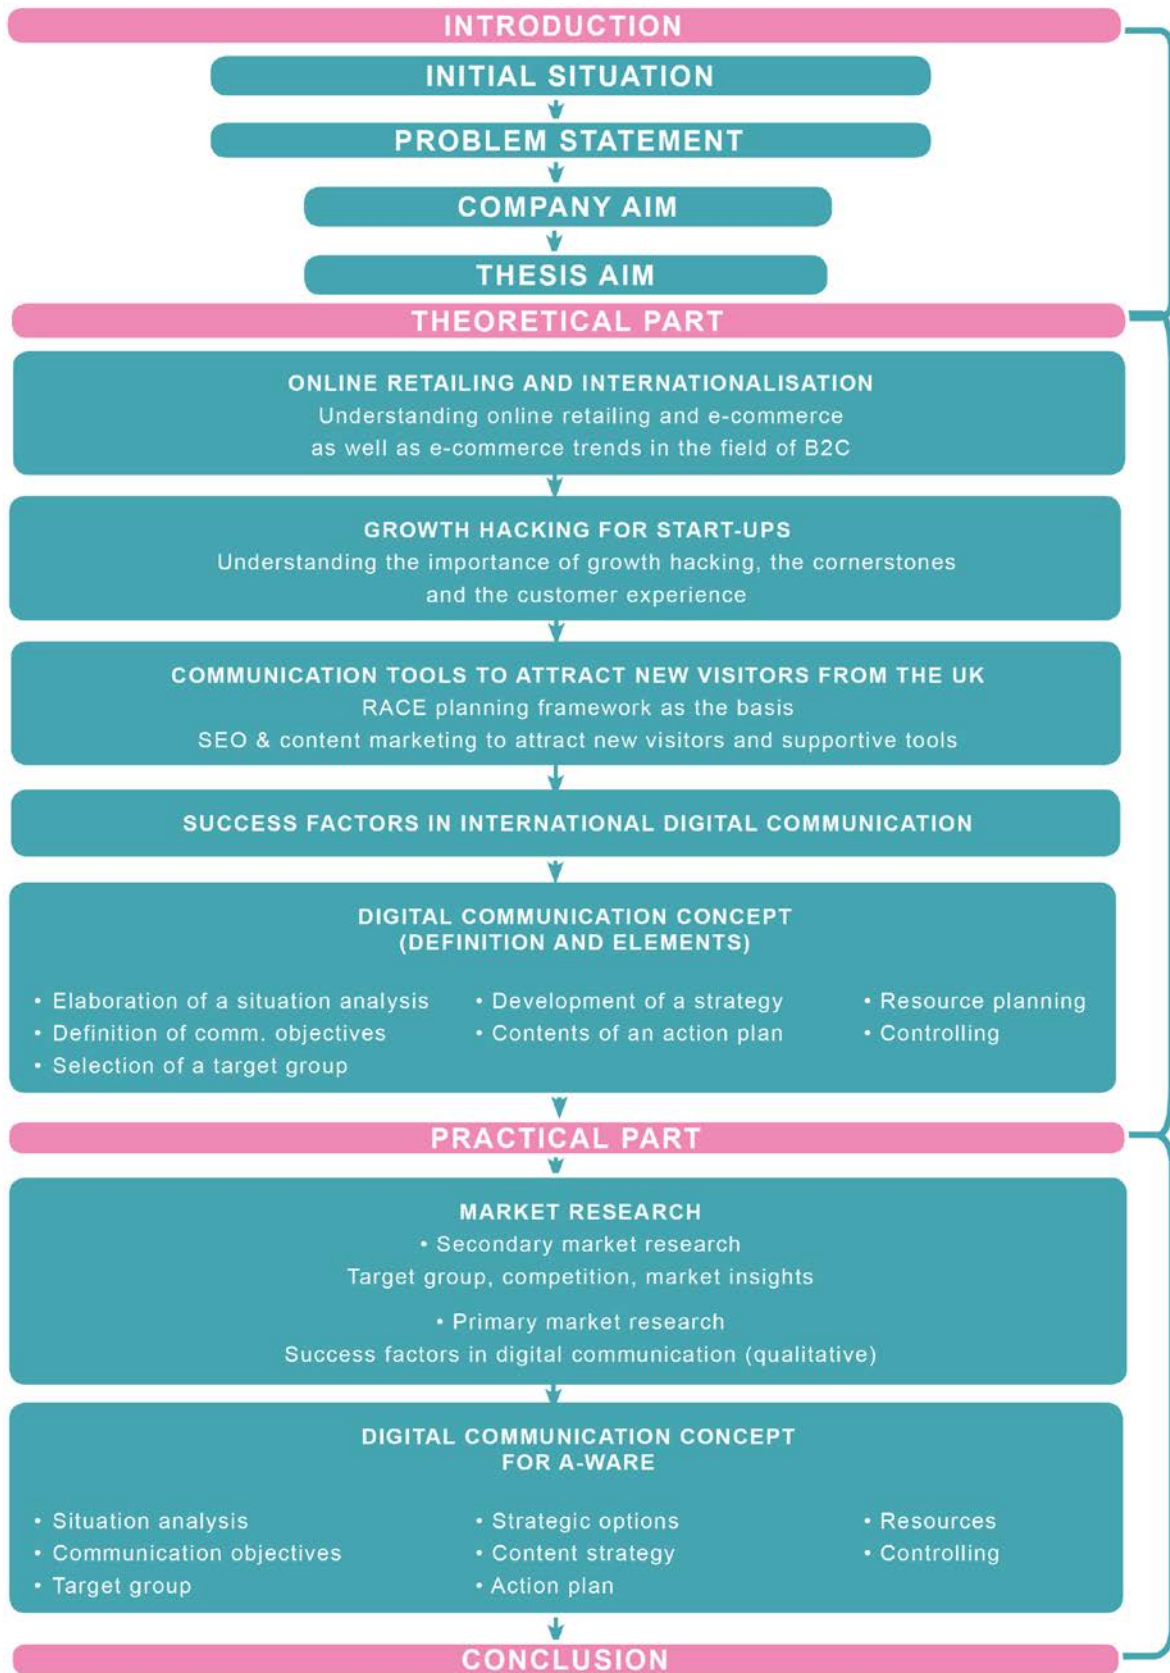 INTRODUCTION
INITIAL SITUATION
PROBLEM STATEMENT
COMPANY AIM
THESIS AIM
THEORETICAL PART
ONLINE RETAILING AND INTERNATIONALISATION
Understanding online retailing and e-commerce
as well as e-commerce trends in the field of B2C
GROWTH HACKING FOR START-UPS
Understanding the importance of growth hacking, the cornerstones
and the customer experience
COMMUNICATION TOOLS TO ATTRACT NEW VISITORS FROM THE UK
RACE planning framework as the basis
SEO & content marketing to attract new visitors and supportive tools
SUCCESS FACTORS IN INTERNATIONAL DIGITAL COMMUNICATION
DIGITAL COMMUNICATION CONCEPT
(DEFINITION AND ELEMENTS)
• Elaboration of a situation analysis
• Definition of comm. objectives
• Selection of a target group
• Development of a strategy
• Contents of an action plan
• Resource planning
• Controlling
PRACTICAL PART
MARKET RESEARCH
• Secondary market research
Target group, competition, market insights
• Primary market research
Success factors in digital communication (qualitative)
DIGITAL COMMUNICATION CONCEPT
FOR A-WARE
• Situation analysis
• Communication objectives
• Target group
• Strategic options
• Content strategy
• Action plan
• Resources
• Controlling
CONCLUSION